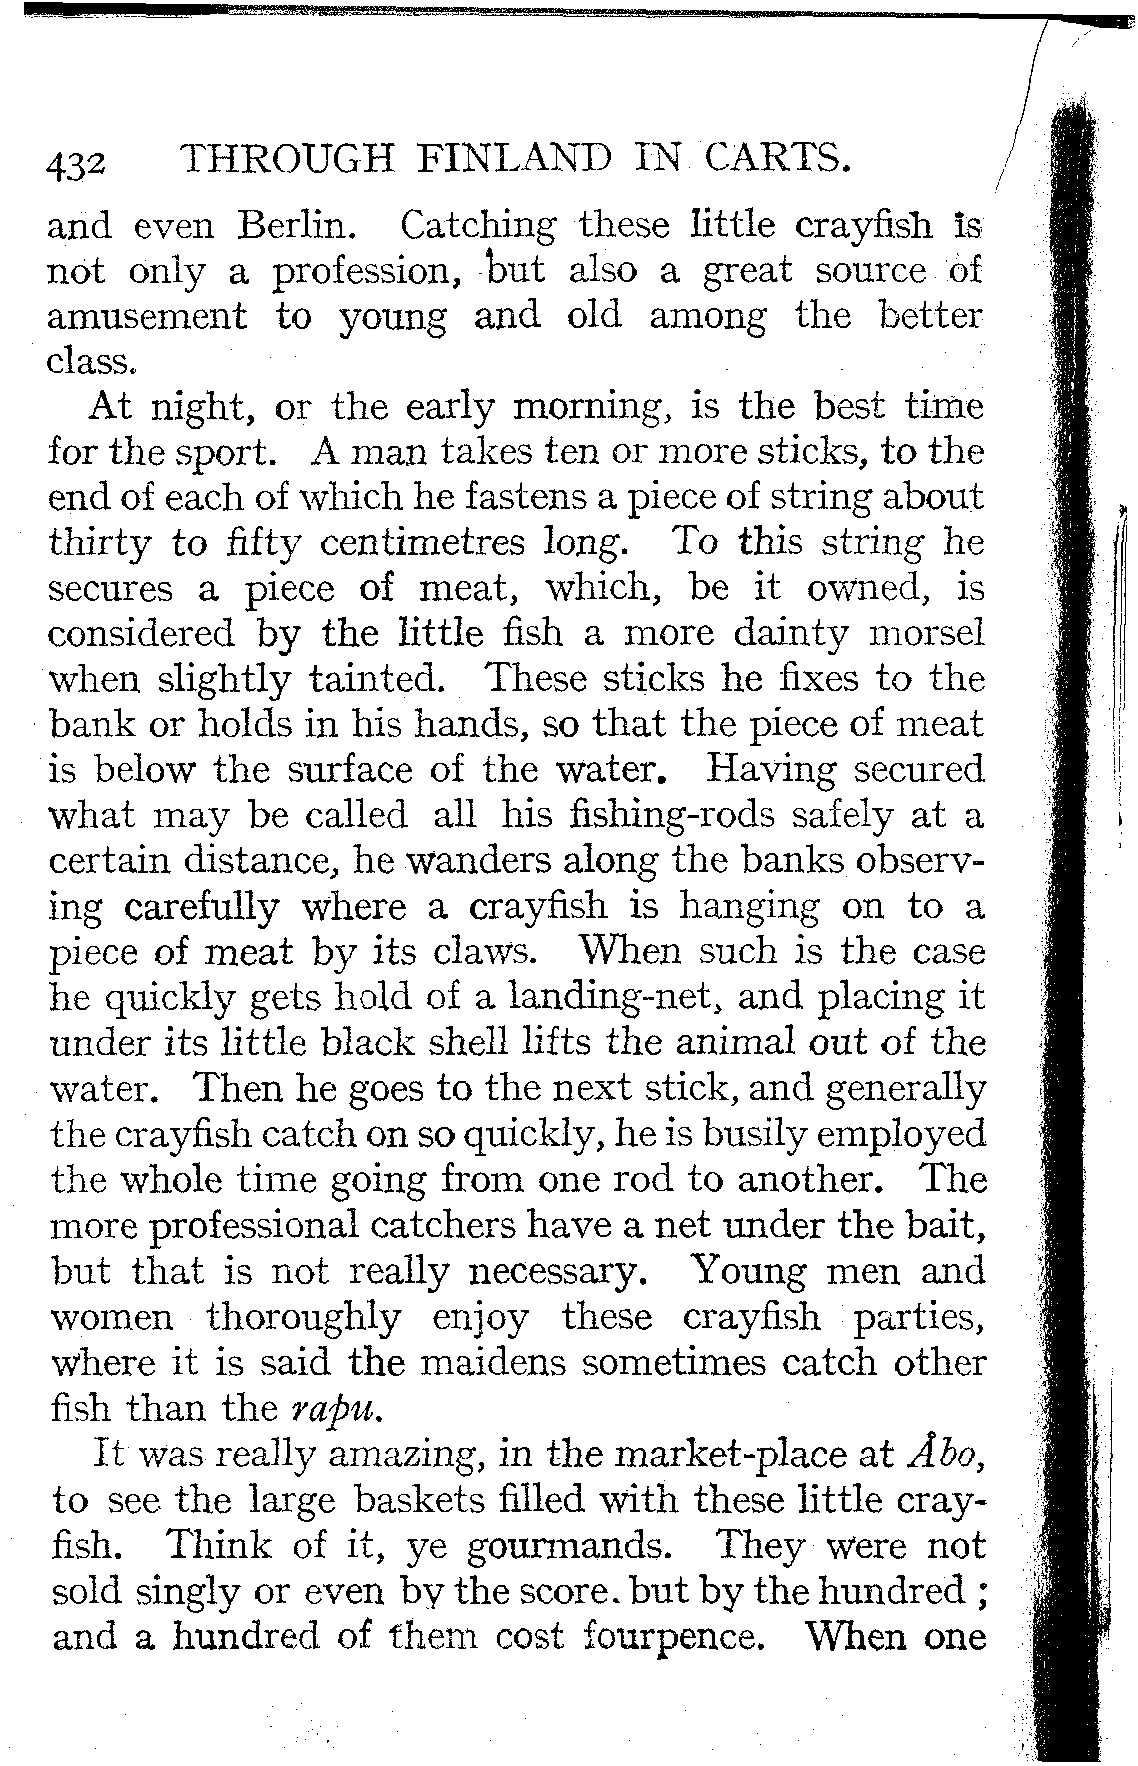 432 THROUGH FINLAND IN CARTS.
and even Berlin. Catching these little crayfish is
not only a profession, but also a great source of
amusement to young and old among the better
class.
At night, or the early morning, is the best time
for the sport. A man takes ten or more sticks, to the
end of each of which he fastens a piece of string about
thirty to fifty centimetres long. To this string he
secures a piece of meat, which, be it owned, is
considered by the little fish a more dainty morsel
when slightly tainted. These sticks he fixes to the
bank or holds in his hands, so that the piece of meat
is below the surface of the water. Having secured
what may be called all his fishing-rods safely at a
certain distance, he wanders along the banks observ-
ing carefully where a crayfish is hanging on to a
piece of meat by its claws. When such is the case
he quickly gets hold of a landing-net, and placing it
under its little black shell lifts the animal out of the
water. Then he goes to the next stick, and generally
the crayfish catch on so quickly, he is busily employed
the whole time going from one rod to another. The
more professional catchers have a net under the bait,
but that is not really necessary. Young men and
women thoroughly enjoy these crayfish parties,
where it is said the maidens sometimes catch other
fish than the rapu.
It was really amazing, in the market-place at Åbo,
to see the large baskets filled with these little cray-
fish. Think of it, ye gourmands. They were not
sold singly or even by the score. but by the hundred ;
and a hundred of them cost fourpence. When one